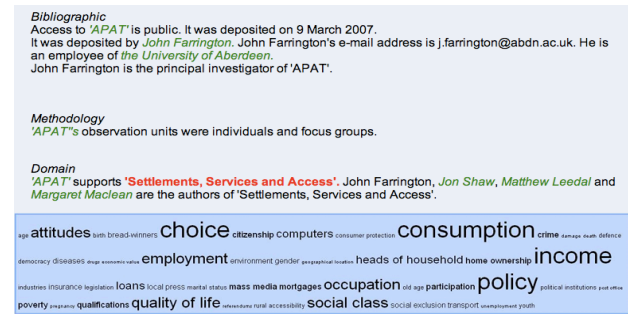 Bibliographic
Access to 'APAT' is public. It was deposited on 9 March 2007.
It was deposited by John Farrington. John Farrington's e-mail address is j.farrington@abdn.ac.uk. He is
an employee of the University of Aberdeen.
John Farrington is the principal investigator of 'APAT'.
Methodology
'APAT''s observation units were individuals and focus groups.
Domain
'APAT' supports 'Settlements, Services and Access'. John Farrington, Jon Shaw, Matthew Leedal and
Margaret Maclean are the authors of 'Settlements, Services and Access'.
age attitudes birth bread-winners choice citizenship computers consumer protection consumption crime damage death defence
democracy diseases drugs economic value employment environment gender geographical location heads of household home ownership income
industries insurance legislation loans local press marital status mass media mortgages occupation old age participation policy political institutions post office
poverty pregnancy qualifications quality of life referendums rural accessibility social class social exclusion transport unemployment youth